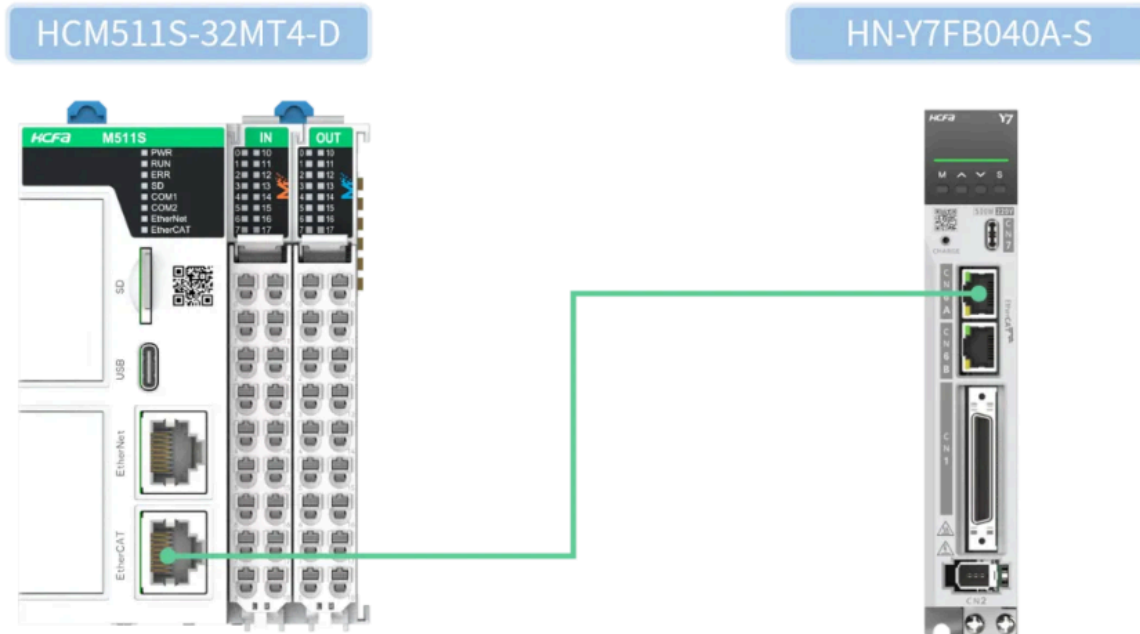 HCM511S-32MT4-D
HN-Y7FB040A-S
HCFA M511S
PWR
RUN
ERR
SD
COM1
COM2
EtherNet
EtherCAT
IN
0 10
1 11
2 12
3 13
4 14
5 15
6 16
7 17
OUT
0 10
1 11
2 12
3 13
4 14
5 15
6 16
7 17
SD
USB
EtherNet
EtherCAT
HCFA Y7
M S
CHARGE
CN6B
CN1
CN2